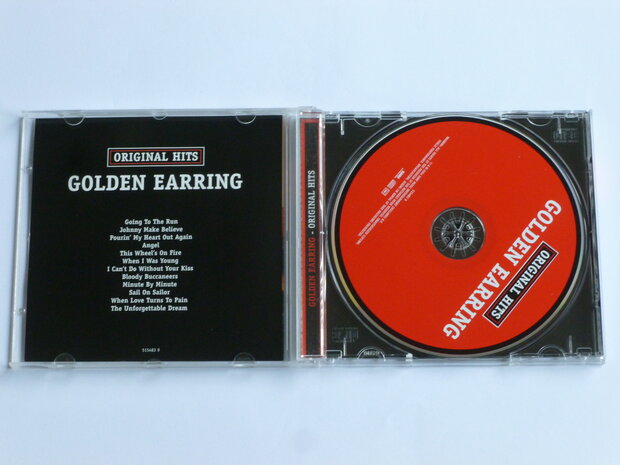 ORIGINAL HITS
GOLDEN EARRING
Going To The Run
Johnny Make Believe
Pourin' My Heart Out Again
Angel
This Wheel's On Fire
When I Was Young
I Can't Do Without Your Kiss
Bloody Buccaneers
Minute By Minute
Sail On Sailor
When Love Turns To Pain
The Unforgettable Dream
GOLDEN EARRING - ORIGINAL HITS
ORIGINAL HITS
GOLDEN EARRING